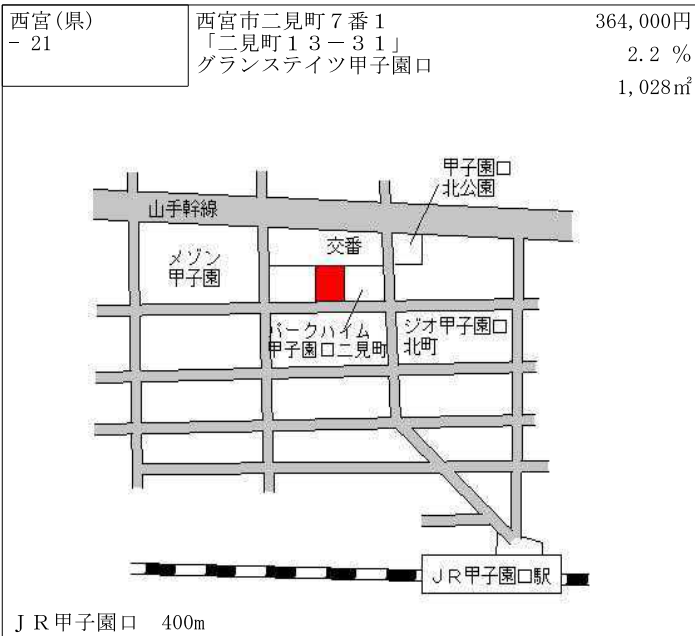 西宮(県)
－ 21
西宮市二見町７番１
「二見町１３－３１」
グランステイツ甲子園口
364,000円
2.2 %
1,028㎡
甲子園口
北公園
山手幹線
交番
メゾン
甲子園
パークハイム
甲子園口二見町
ジオ甲子園口
北町
ＪＲ甲子園口駅
ＪＲ甲子園口　400m